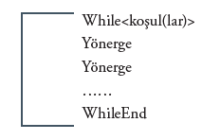 While<koşul(lar)>
Yönerge
Yönerge
......
WhileEnd